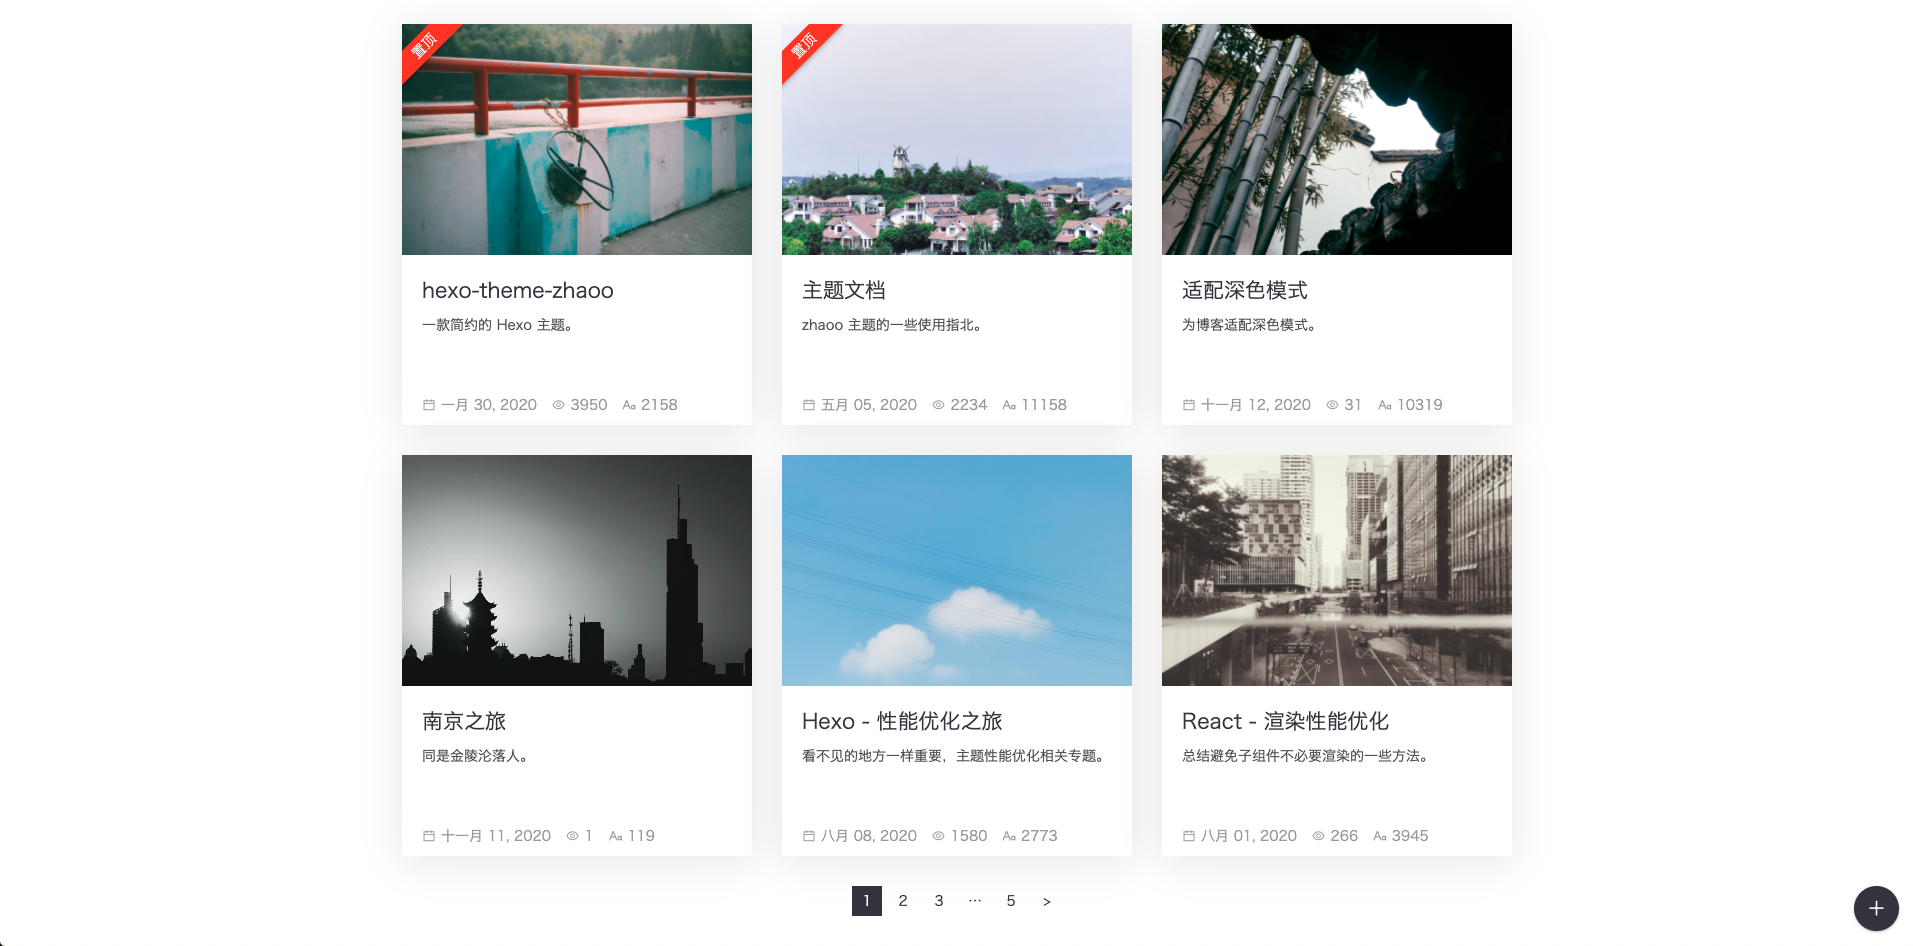 置顶
hexo-theme-zhaoo
一款简约的 Hexo 主题。
一月 30, 2020 3950 Aa 2158
置顶
主题文档
zhaoo 主题的一些使用指北。
五月 05, 2020 2234 Aa 11158
适配深色模式
为博客适配深色模式。
十一月 12, 2020 31 Aa 10319
南京之旅
同是金陵沦落人。
十一月 11, 2020 1 Aa 119
Hexo - 性能优化之旅
看不见的地方一样重要，主题性能优化相关专题。
八月 08, 2020 1580 Aa 2773
React - 渲染性能优化
总结避免子组件不必要渲染的一些方法。
八月 01, 2020 266 Aa 3945
1 2 3 ··· 5 >